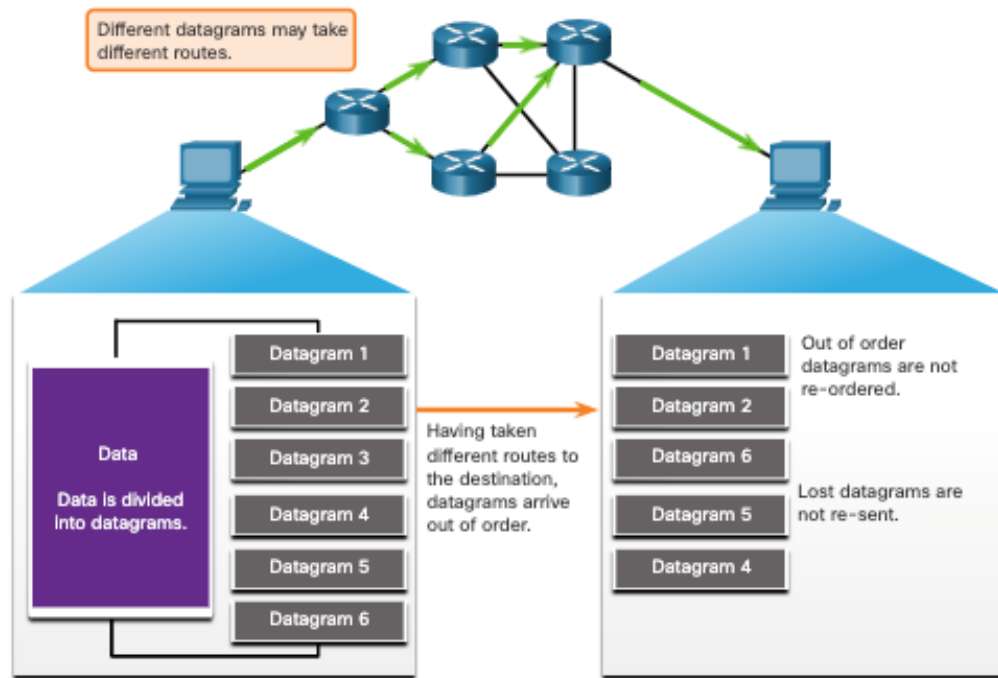 Different datagrams may take
different routes.
Data
Data is divided
into datagrams.
Datagram 1
Datagram 2
Datagram 3
Datagram 4
Datagram 5
Datagram 6
Having taken
different routes to
the destination,
datagrams arrive
out of order.
Datagram 1
Datagram 2
Datagram 6
Datagram 5
Datagram 4
Out of order
datagrams are not
re-ordered.
Lost datagrams are
not re-sent.